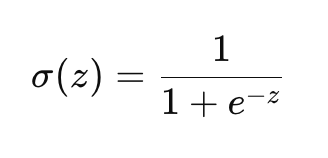 σ(z) = 1 / (1 + e^{−z})